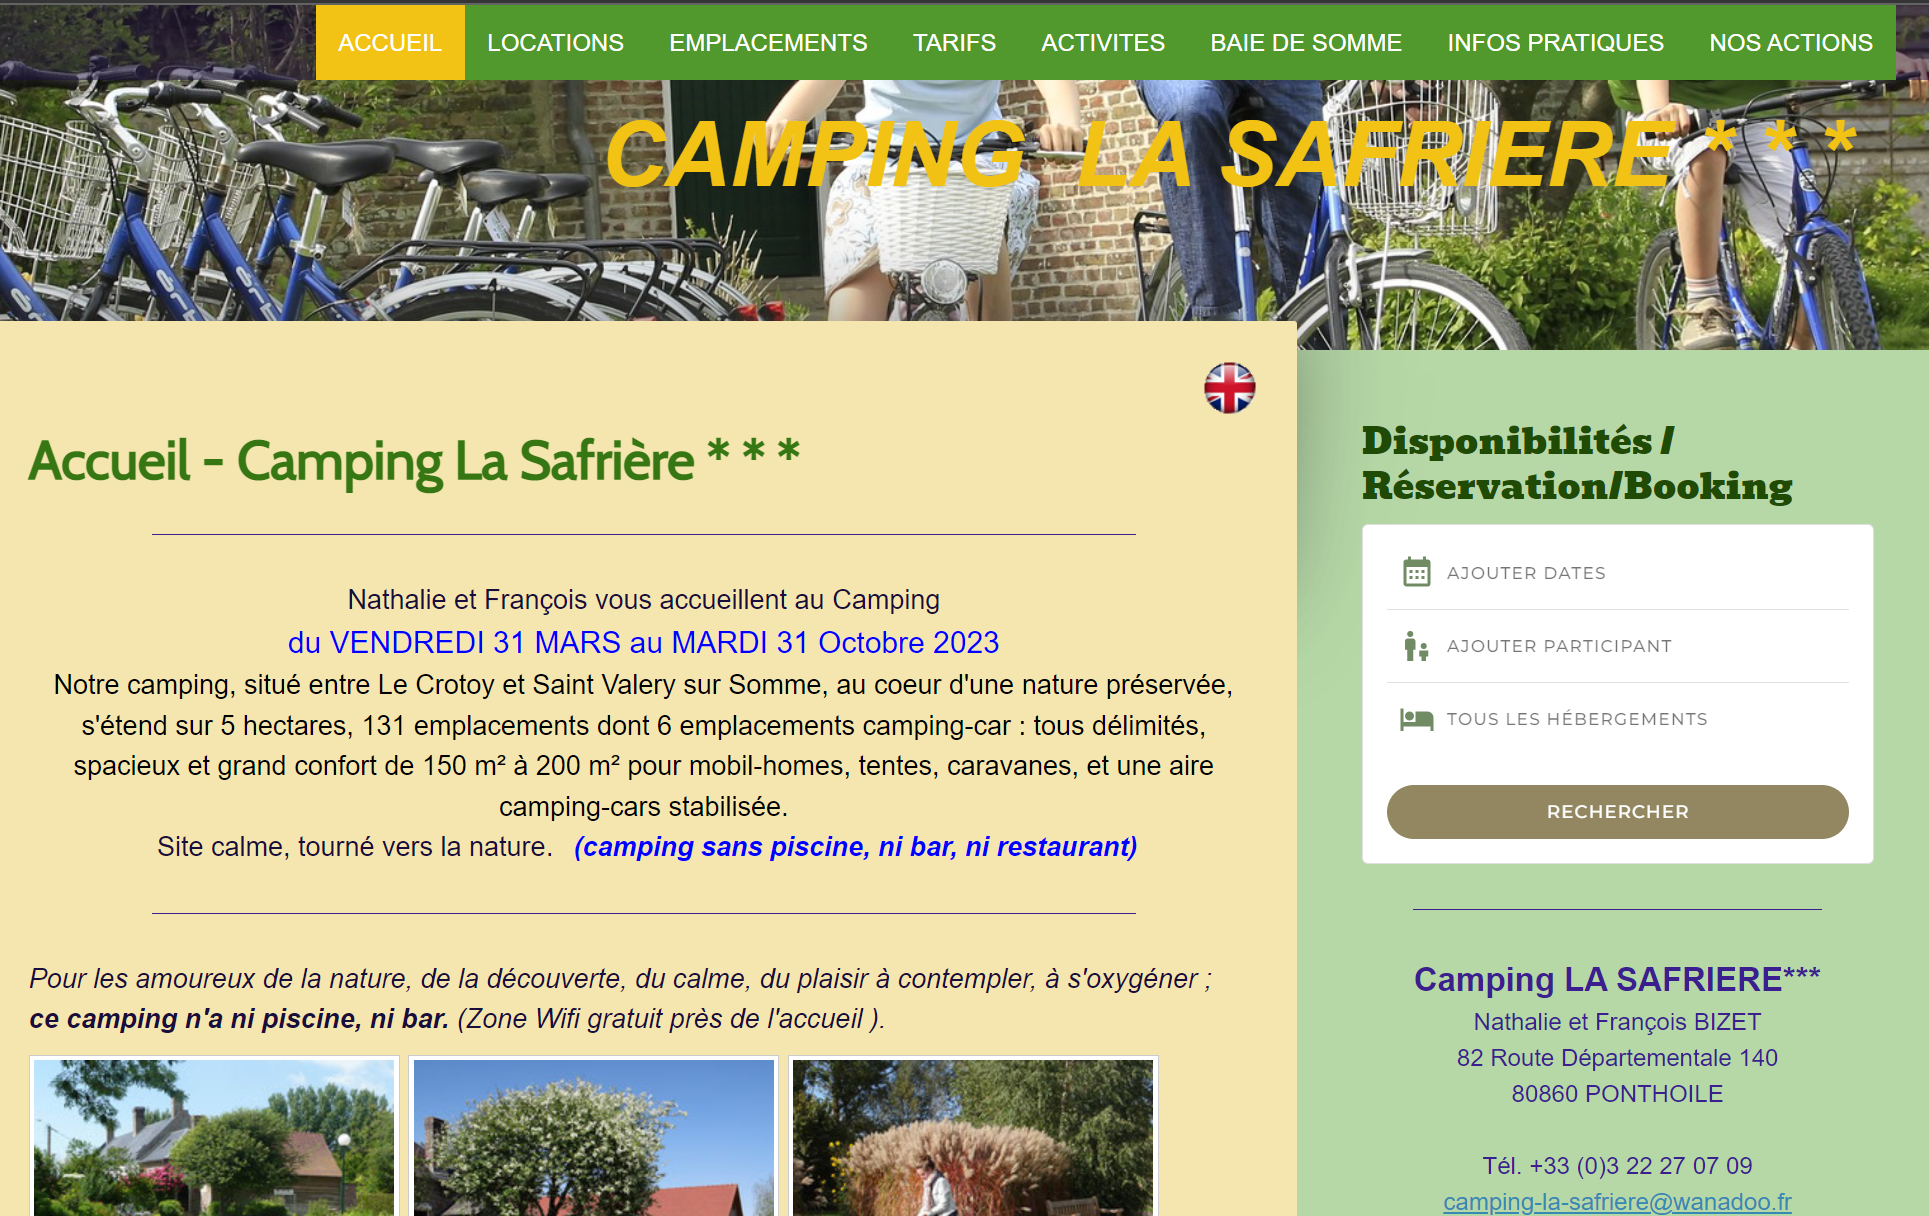 ACCUEIL LOCATIONS EMPLACEMENTS TARIFS ACTIVITES BAIE DE SOMME INFOS PRATIQUES NOS ACTIONS
CAMPING LA SAFRIERE * * *
Accueil - Camping La Safrière * * *
Nathalie et François vous accueillent au Camping
du VENDREDI 31 MARS au MARDI 31 Octobre 2023
Notre camping, situé entre Le Crotoy et Saint Valery sur Somme, au coeur d'une nature préservée,
s'étend sur 5 hectares, 131 emplacements dont 6 emplacements camping-car : tous délimités,
spacieux et grand confort de 150 m² à 200 m² pour mobil-homes, tentes, caravanes, et une aire
camping-cars stabilisée.
Site calme, tourné vers la nature. (camping sans piscine, ni bar, ni restaurant)
Pour les amoureux de la nature, de la découverte, du calme, du plaisir à contempler, à s'oxygéner ;
ce camping n'a ni piscine, ni bar. (Zone Wifi gratuit près de l'accueil ).
Disponibilités /
Réservation/Booking
AJOUTER DATES
AJOUTER PARTICIPANT
TOUS LES HÉBERGEMENTS
RECHERCHER
Camping LA SAFRIERE***
Nathalie et François BIZET
82 Route Départementale 140
80860 PONTHOILE
Tél. +33 (0)3 22 27 07 09
camping-la-safriere@wanadoo.fr